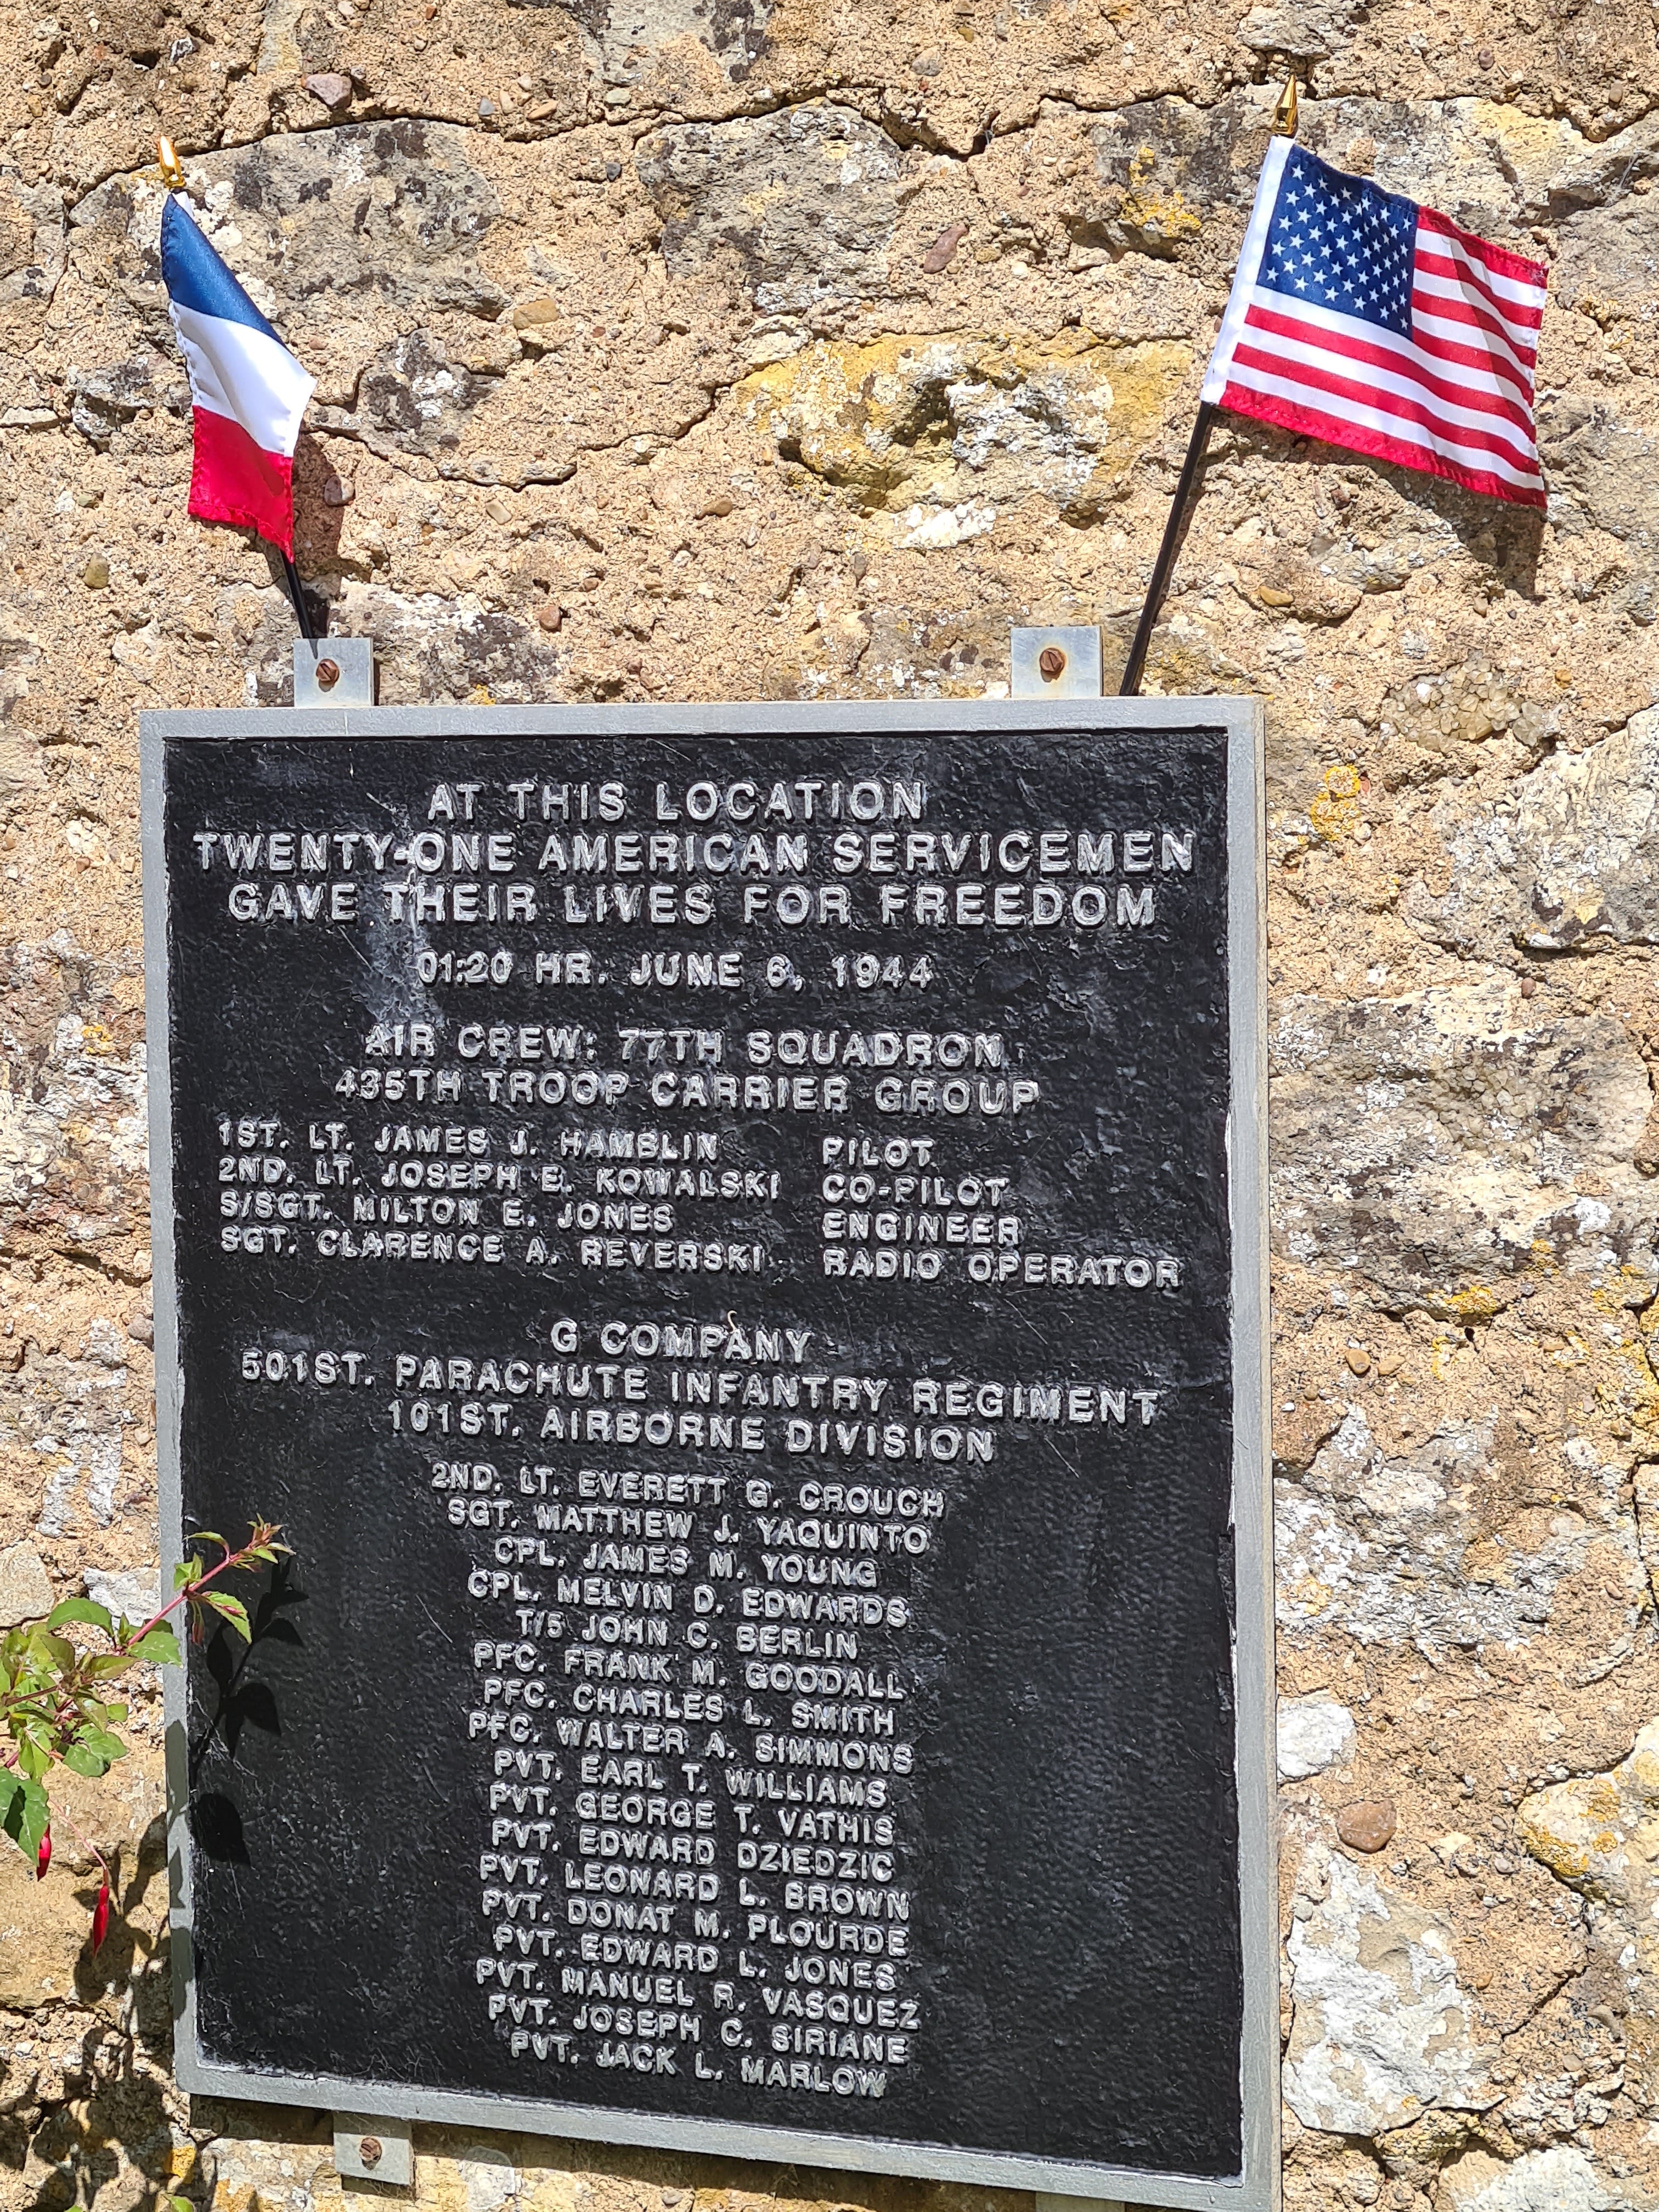 AT THIS LOCATION
TWENTY-ONE AMERICAN SERVICEMEN
GAVE THEIR LIVES FOR FREEDOM
01:20 HR. JUNE 6, 1944
AIR CREW: 77TH SQUADRON
435TH TROOP CARRIER GROUP
1ST. LT. JAMES J. HAMBLIN PILOT
2ND. LT. JOSEPH E. KOWALSKI CO-PILOT
S/SGT. MILTON E. JONES ENGINEER
SGT. CLARENCE A. REVERSKI RADIO OPERATOR
G COMPANY
501ST. PARACHUTE INFANTRY REGIMENT
101ST. AIRBORNE DIVISION
2ND. LT. EVERETT G. CROUCH
SGT. MATTHEW J. YAQUINTO
CPL. JAMES M. YOUNG
CPL. MELVIN D. EDWARDS
T/5 JOHN C. BERLIN
PFC. FRANK M. GOODALL
PFC. CHARLES L. SMITH
PFC. WALTER A. SIMMONS
PVT. EARL T. WILLIAMS
PVT. GEORGE T. VATHIS
PVT. EDWARD DZIEDZIC
PVT. LEONARD L. BROWN
PVT. DONAT M. PLOURDE
PVT. EDWARD L. JONES
PVT. MANUEL R. VASQUEZ
PVT. JOSEPH C. SIRIANE
PVT. JACK L. MARLOW